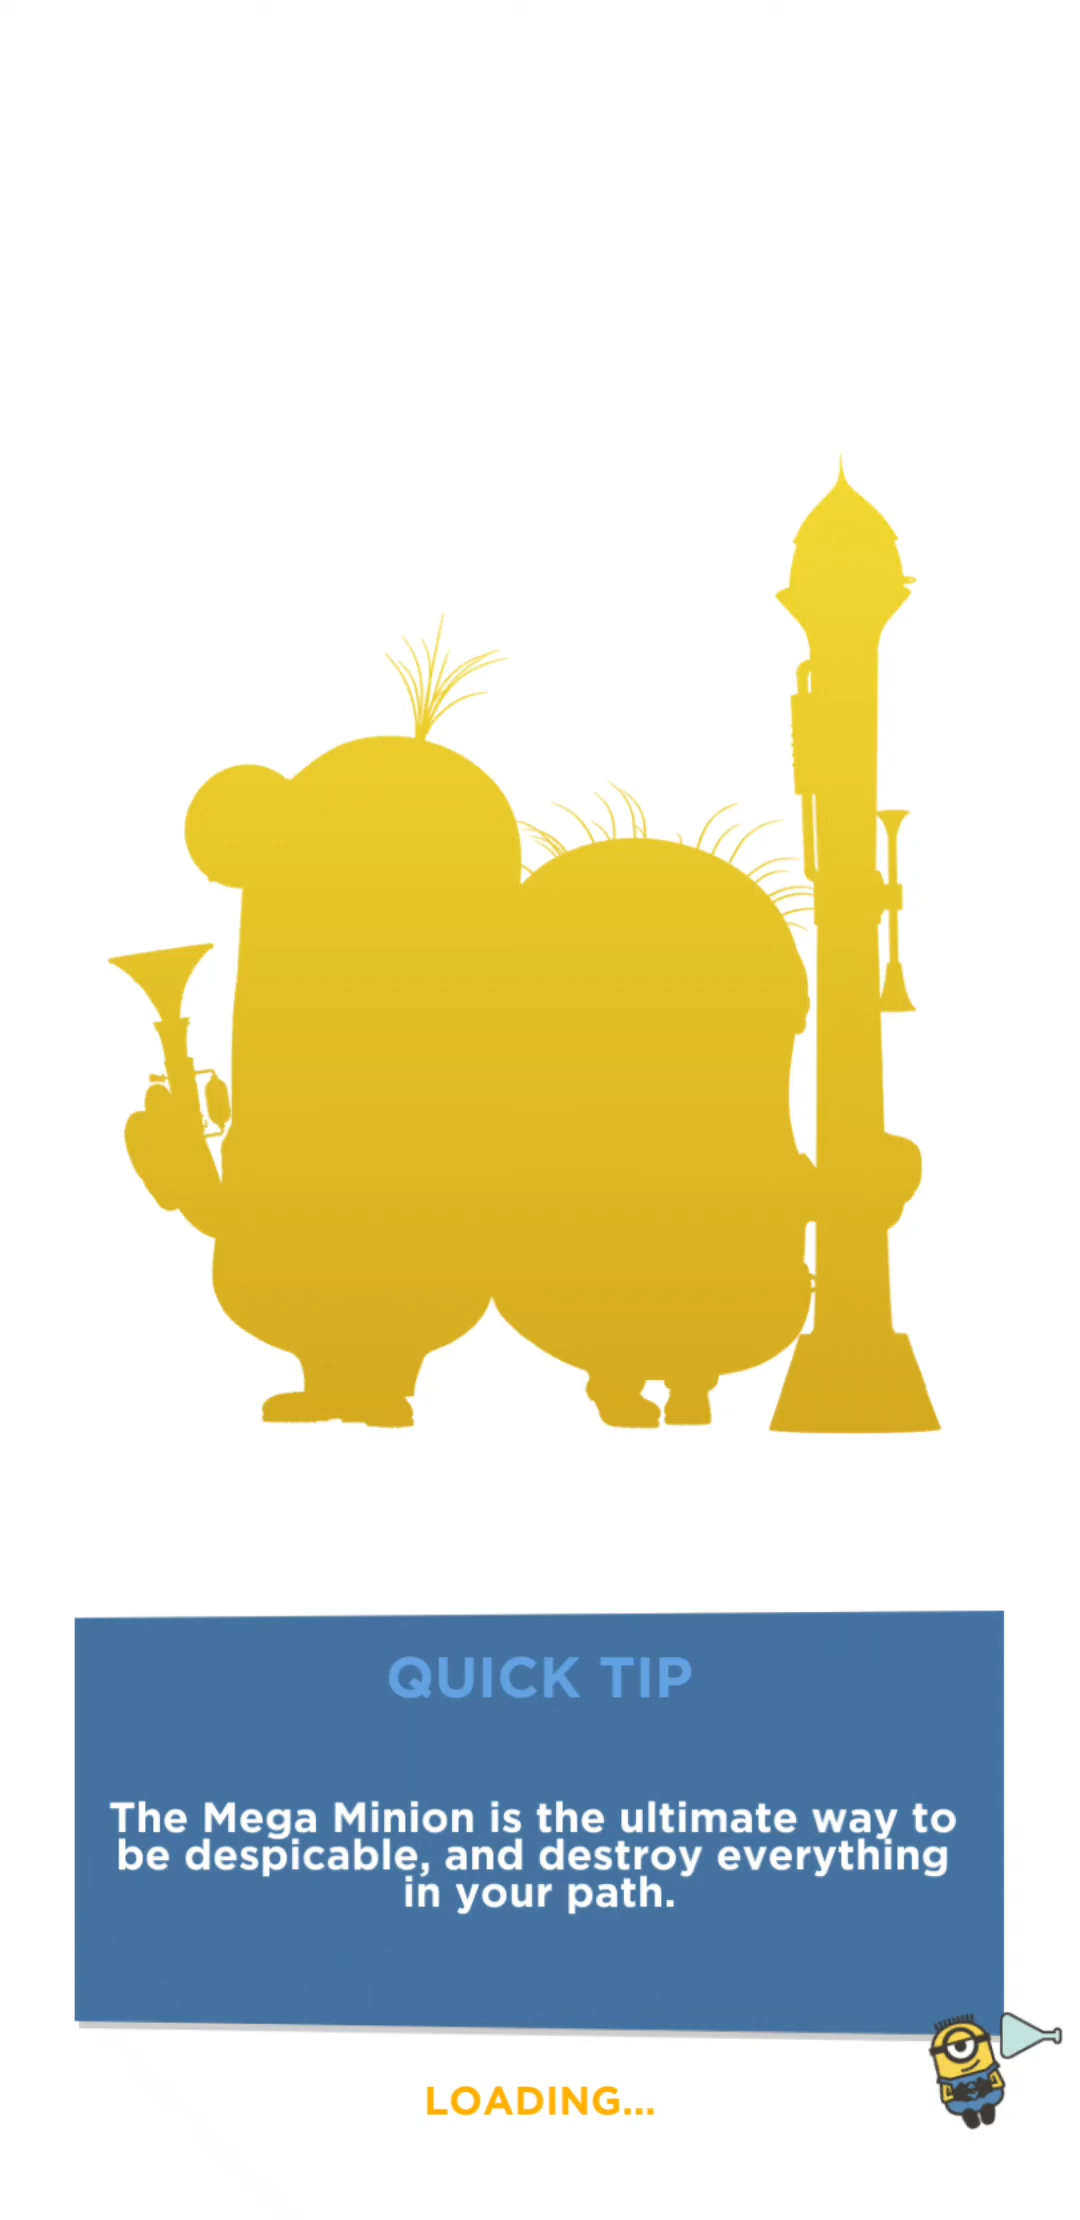 QUICK TIP
The Mega Minion is the ultimate way to
be despicable, and destroy everything
in your path.
LOADING...